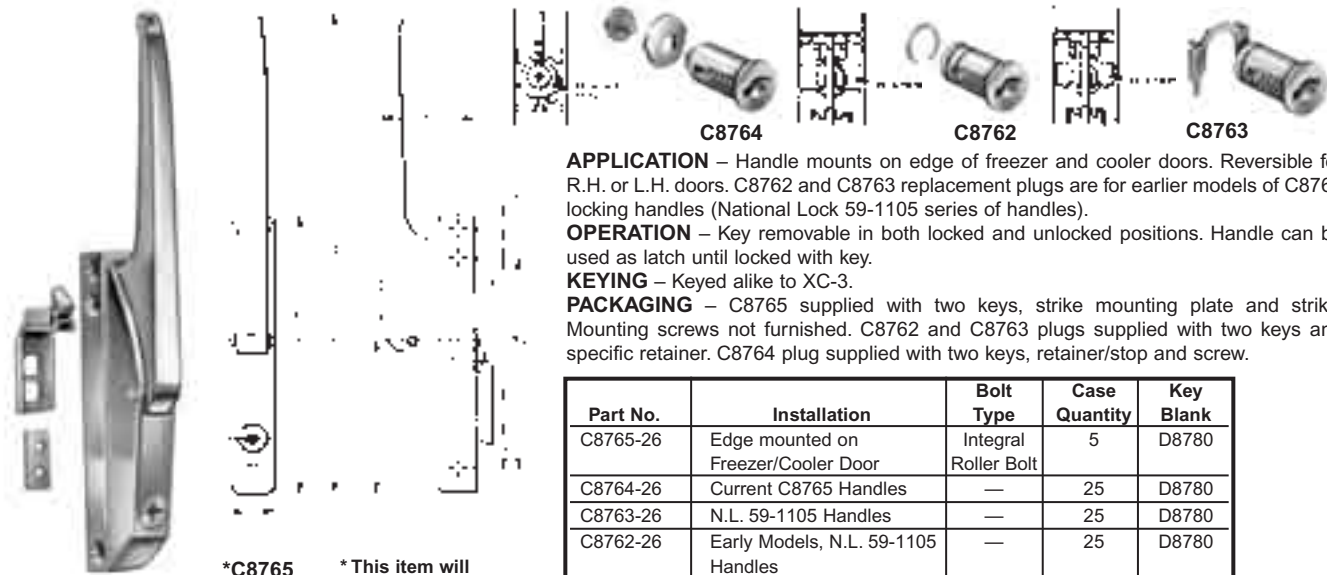 C8764
C8762
C8763
APPLICATION – Handle mounts on edge of freezer and cooler doors. Reversible
R.H. or L.H. doors. C8762 and C8763 replacement plugs are for earlier models of
locking handles (National Lock 59-1105 series of handles).
OPERATION – Key removable in both locked and unlocked positions. Handle can
used as latch until locked with key.
KEYING – Keyed alike to XC-3.
PACKAGING – C8765 supplied with two keys, strike mounting plate and
Mounting screws not furnished. C8762 and C8763 plugs supplied with two keys
specific retainer. C8764 plug supplied with two keys, retainer/stop and screw.
Part No. Installation Bolt Type Case Quantity Key Blank
C8765-26 Edge mounted on Freezer/Cooler Door Integral Roller Bolt 5 D8780
C8764-26 Current C8765 Handles — 25 D8780
C8763-26 N.L. 59-1105 Handles — 25 D8780
C8762-26 Early Models, N.L. 59-1105 Handles — 25 D8780
*C8765
* This item will